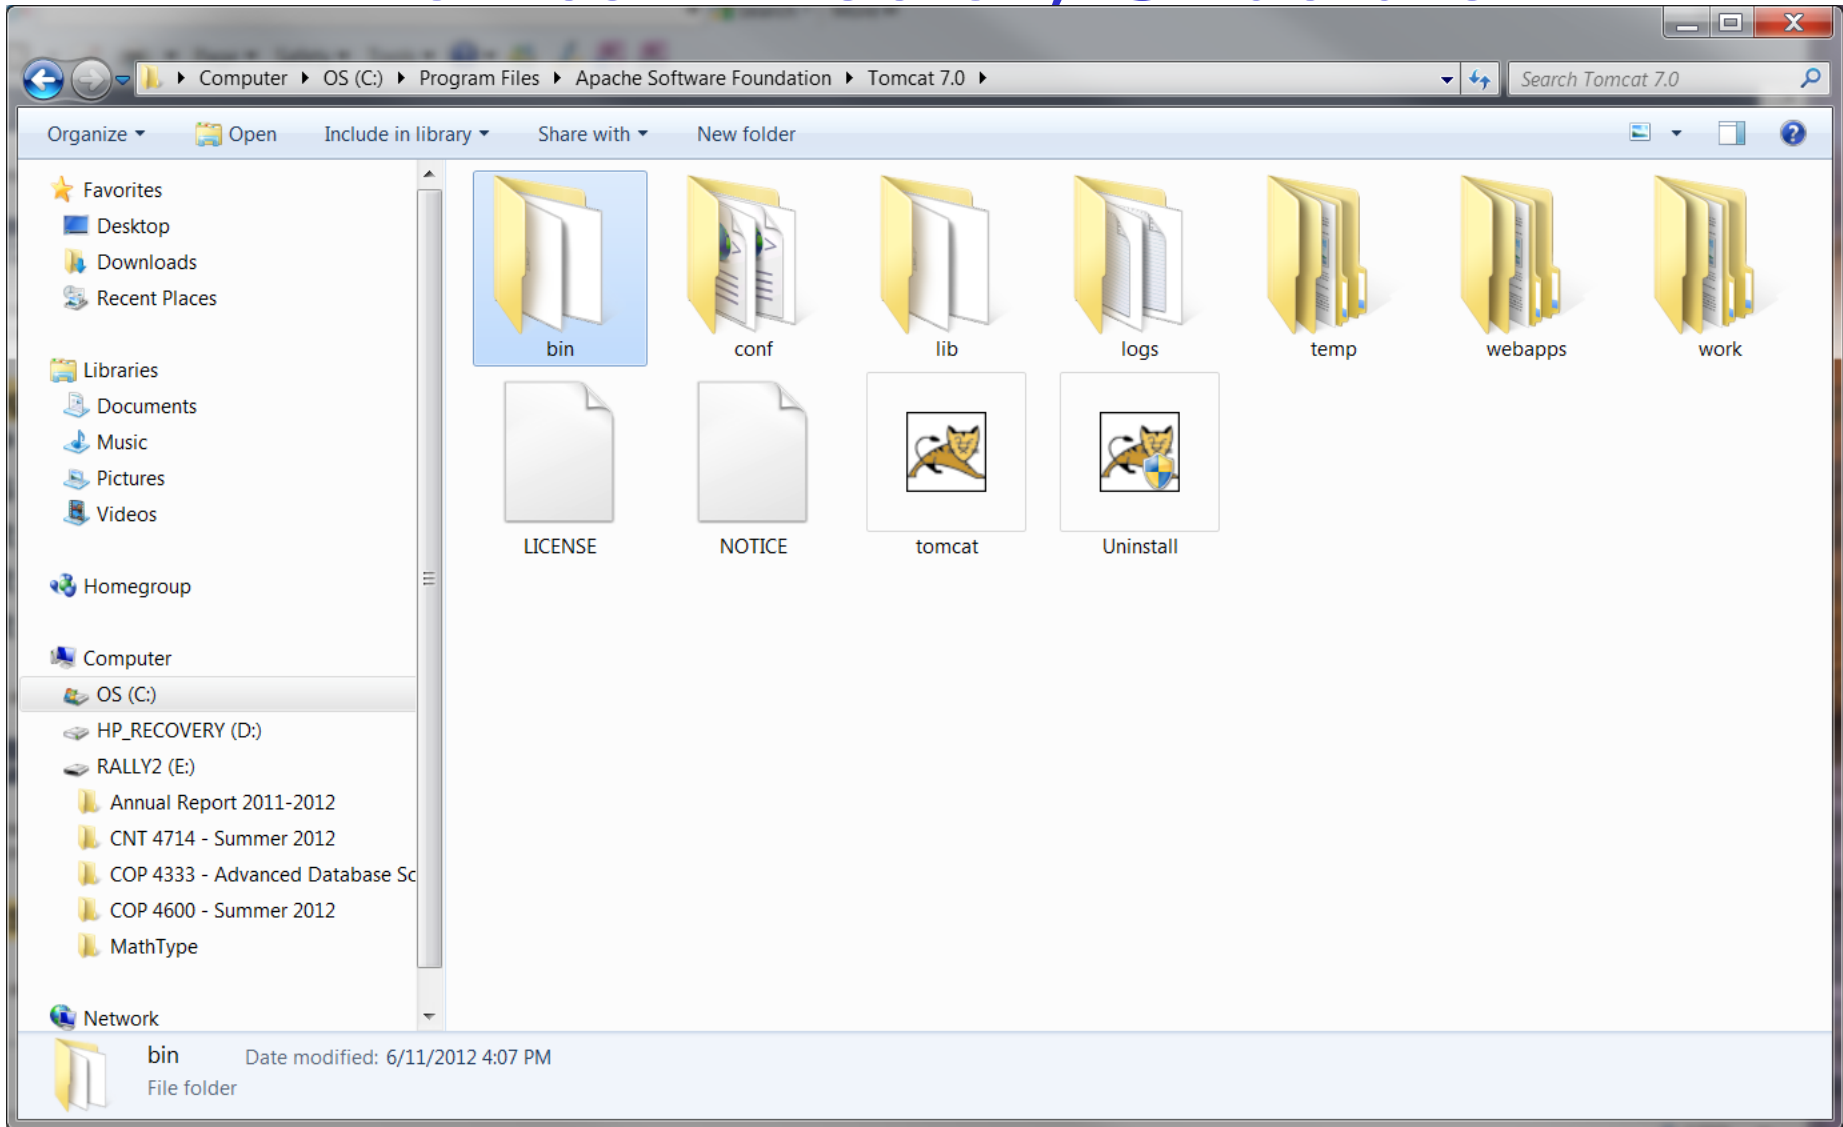 Computer OS (C:) Program Files Apache Software Foundation Tomcat 7.0
Search Tomcat 7.0
Organize Open Include in library Share with New folder
Favorites
Desktop
Downloads
Recent Places
Libraries
Documents
Music
Pictures
Videos
Homegroup
Computer
OS (C:)
HP_RECOVERY (D:)
RALLY2 (E:)
Annual Report 2011-2012
CNT 4714 - Summer 2012
COP 4333 - Advanced Database Sc
COP 4600 - Summer 2012
MathType
Network
bin conf lib logs temp webapps work
LICENSE NOTICE tomcat Uninstall
bin Date modified: 6/11/2012 4:07 PM
File folder